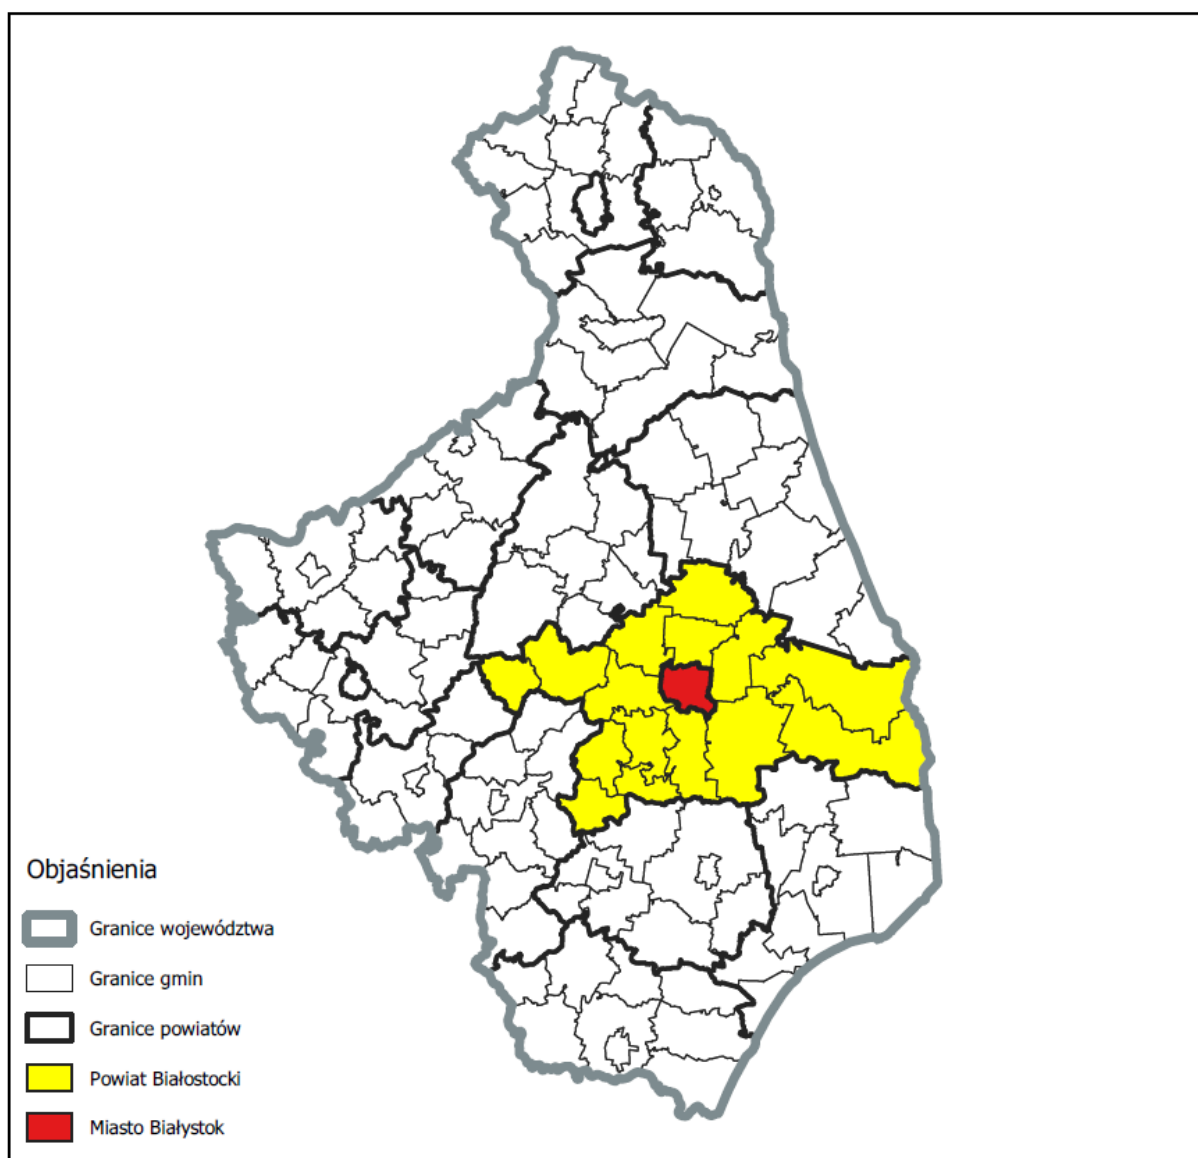 Objaśnienia
Granice województwa
Granice gmin
Granice powiatów
Powiat Białostocki
Miasto Białystok